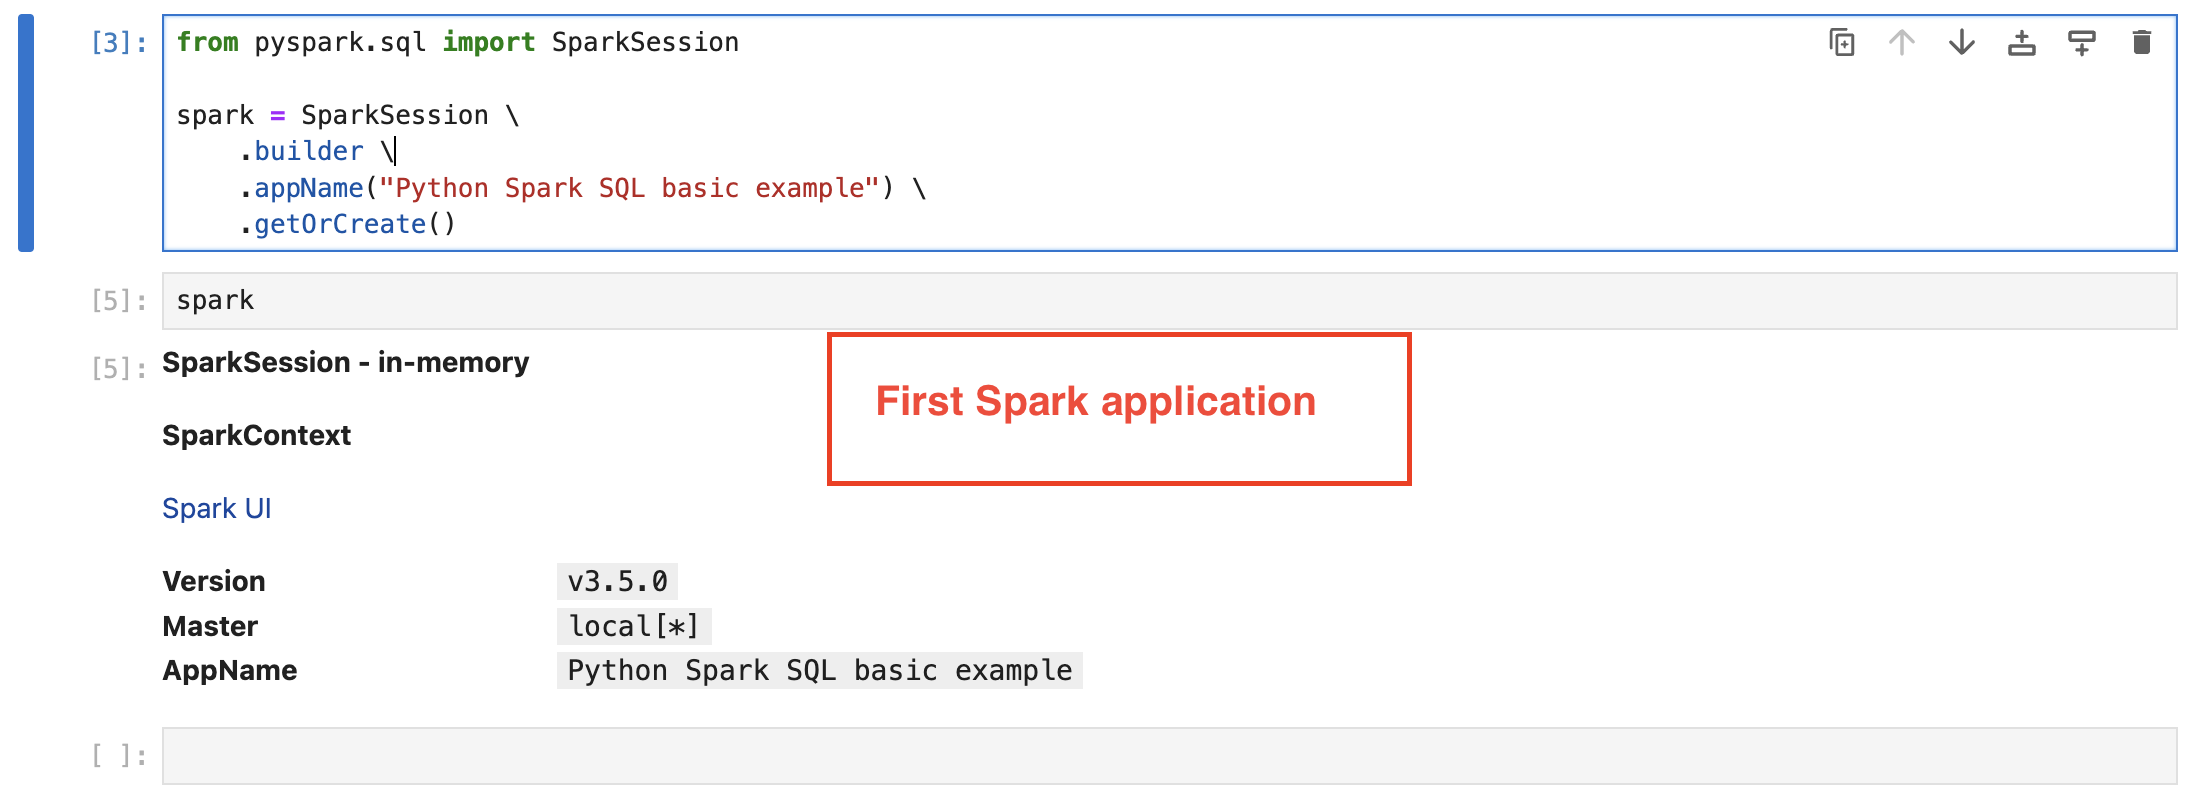 [3]: from pyspark.sql import SparkSession
spark = SparkSession \
    .builder \
    .appName("Python Spark SQL basic example") \
    .getOrCreate()
[5]: spark
[5]: SparkSession - in-memory
First Spark application
SparkContext
Spark UI
Version v3.5.0
Master local[*]
AppName Python Spark SQL basic example
[ ]: